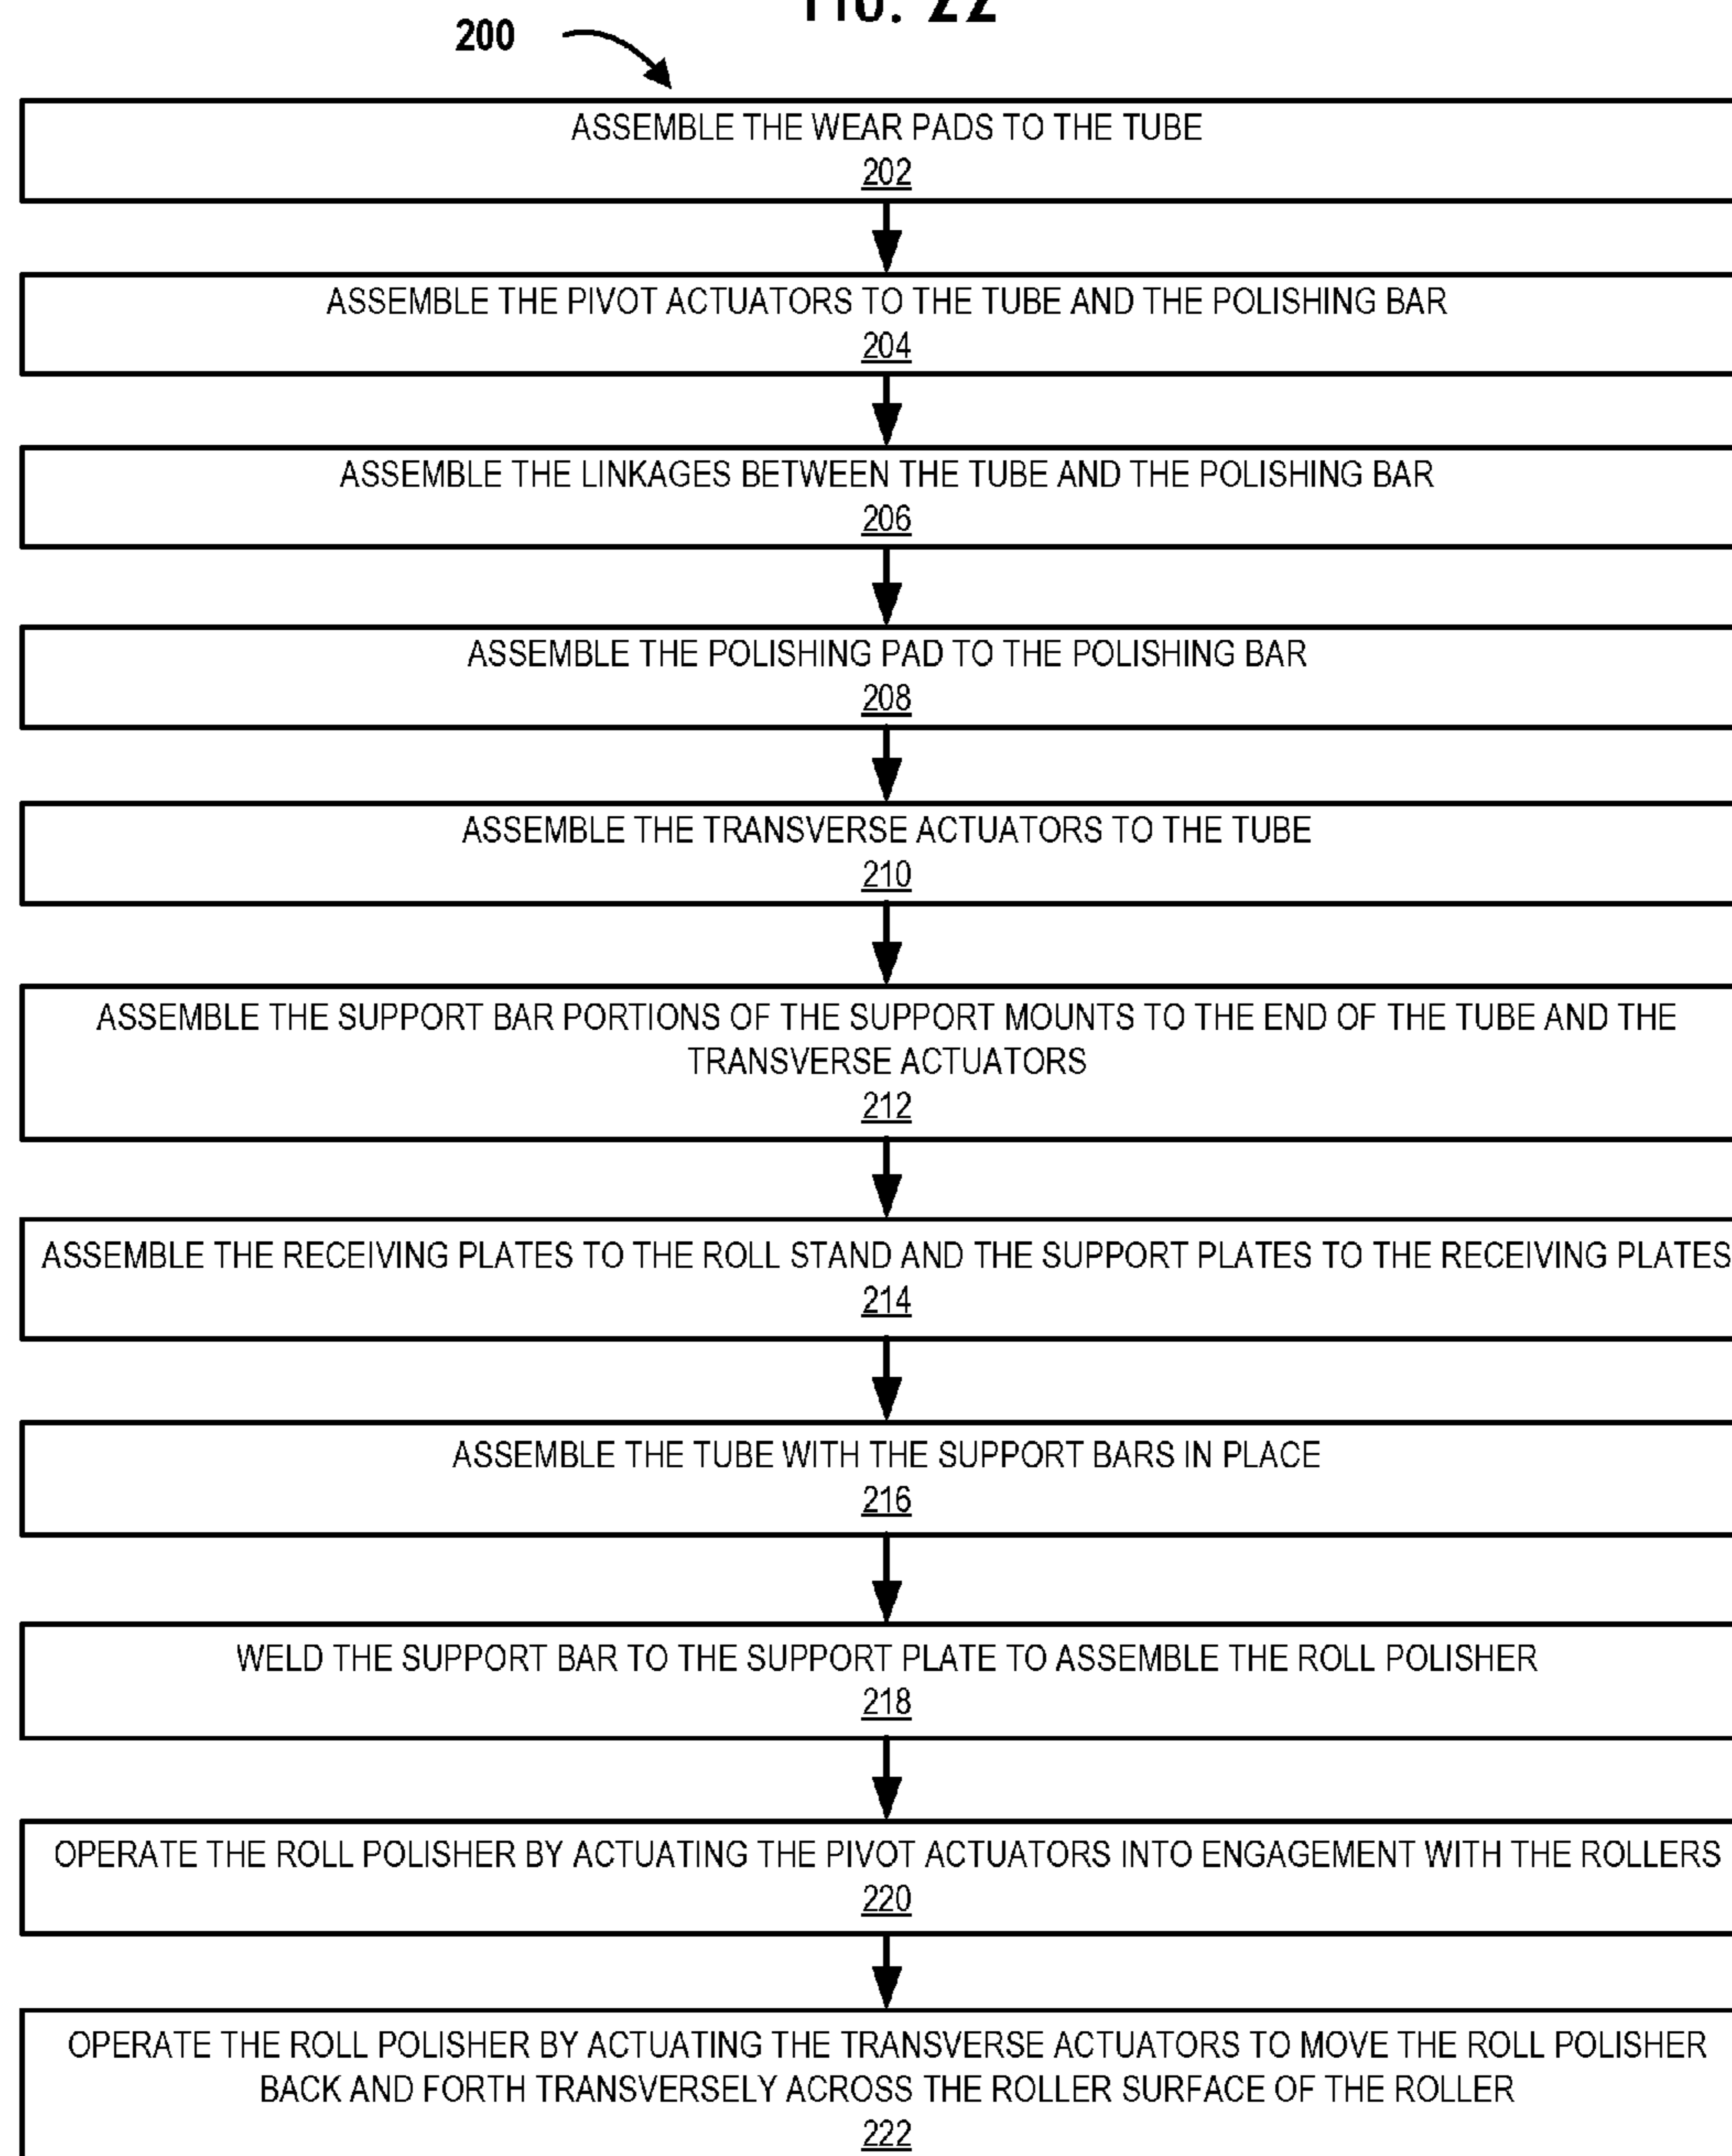 FIG. 22
200
ASSEMBLE THE WEAR PADS TO THE TUBE
202
ASSEMBLE THE PIVOT ACTUATORS TO THE TUBE AND THE POLISHING BAR
204
ASSEMBLE THE LINKAGES BETWEEN THE TUBE AND THE POLISHING BAR
206
ASSEMBLE THE POLISHING PAD TO THE POLISHING BAR
208
ASSEMBLE THE TRANSVERSE ACTUATORS TO THE TUBE
210
ASSEMBLE THE SUPPORT BAR PORTIONS OF THE SUPPORT MOUNTS TO THE END OF THE TUBE AND THE
TRANSVERSE ACTUATORS
212
ASSEMBLE THE RECEIVING PLATES TO THE ROLL STAND AND THE SUPPORT PLATES TO THE RECEIVING PLATES
214
ASSEMBLE THE TUBE WITH THE SUPPORT BARS IN PLACE
216
WELD THE SUPPORT BAR TO THE SUPPORT PLATE TO ASSEMBLE THE ROLL POLISHER
218
OPERATE THE ROLL POLISHER BY ACTUATING THE PIVOT ACTUATORS INTO ENGAGEMENT WITH THE ROLLERS
220
OPERATE THE ROLL POLISHER BY ACTUATING THE TRANSVERSE ACTUATORS TO MOVE THE ROLL POLISHER
BACK AND FORTH TRANSVERSELY ACROSS THE ROLLER SURFACE OF THE ROLLER
222